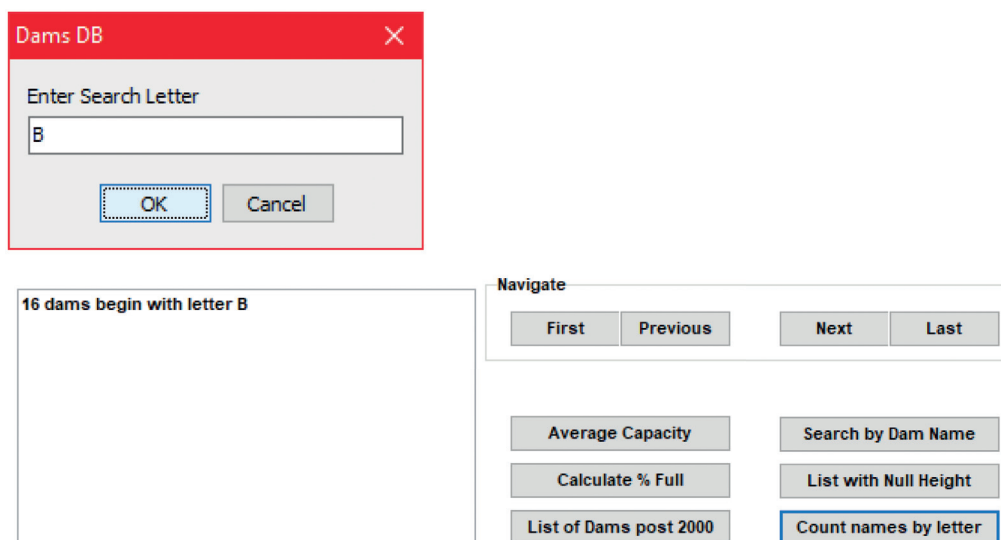 Dams DB
Enter Search Letter
B
OK Cancel
16 dams begin with letter B
Navigate
First Previous Next Last
Average Capacity Search by Dam Name
Calculate % Full List with Null Height
List of Dams post 2000 Count names by letter